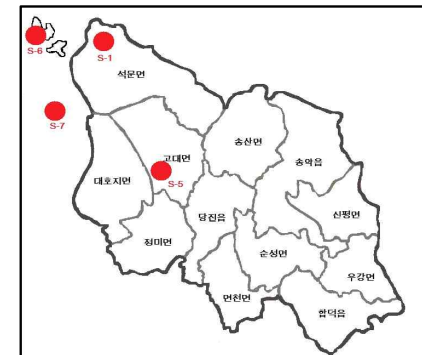 S-6
S-1
석문면
S-7
고대면
송산면
송악읍
S-5
대호지면
당진읍
신평면
정미면
순성면
우강면
면천면
합덕읍